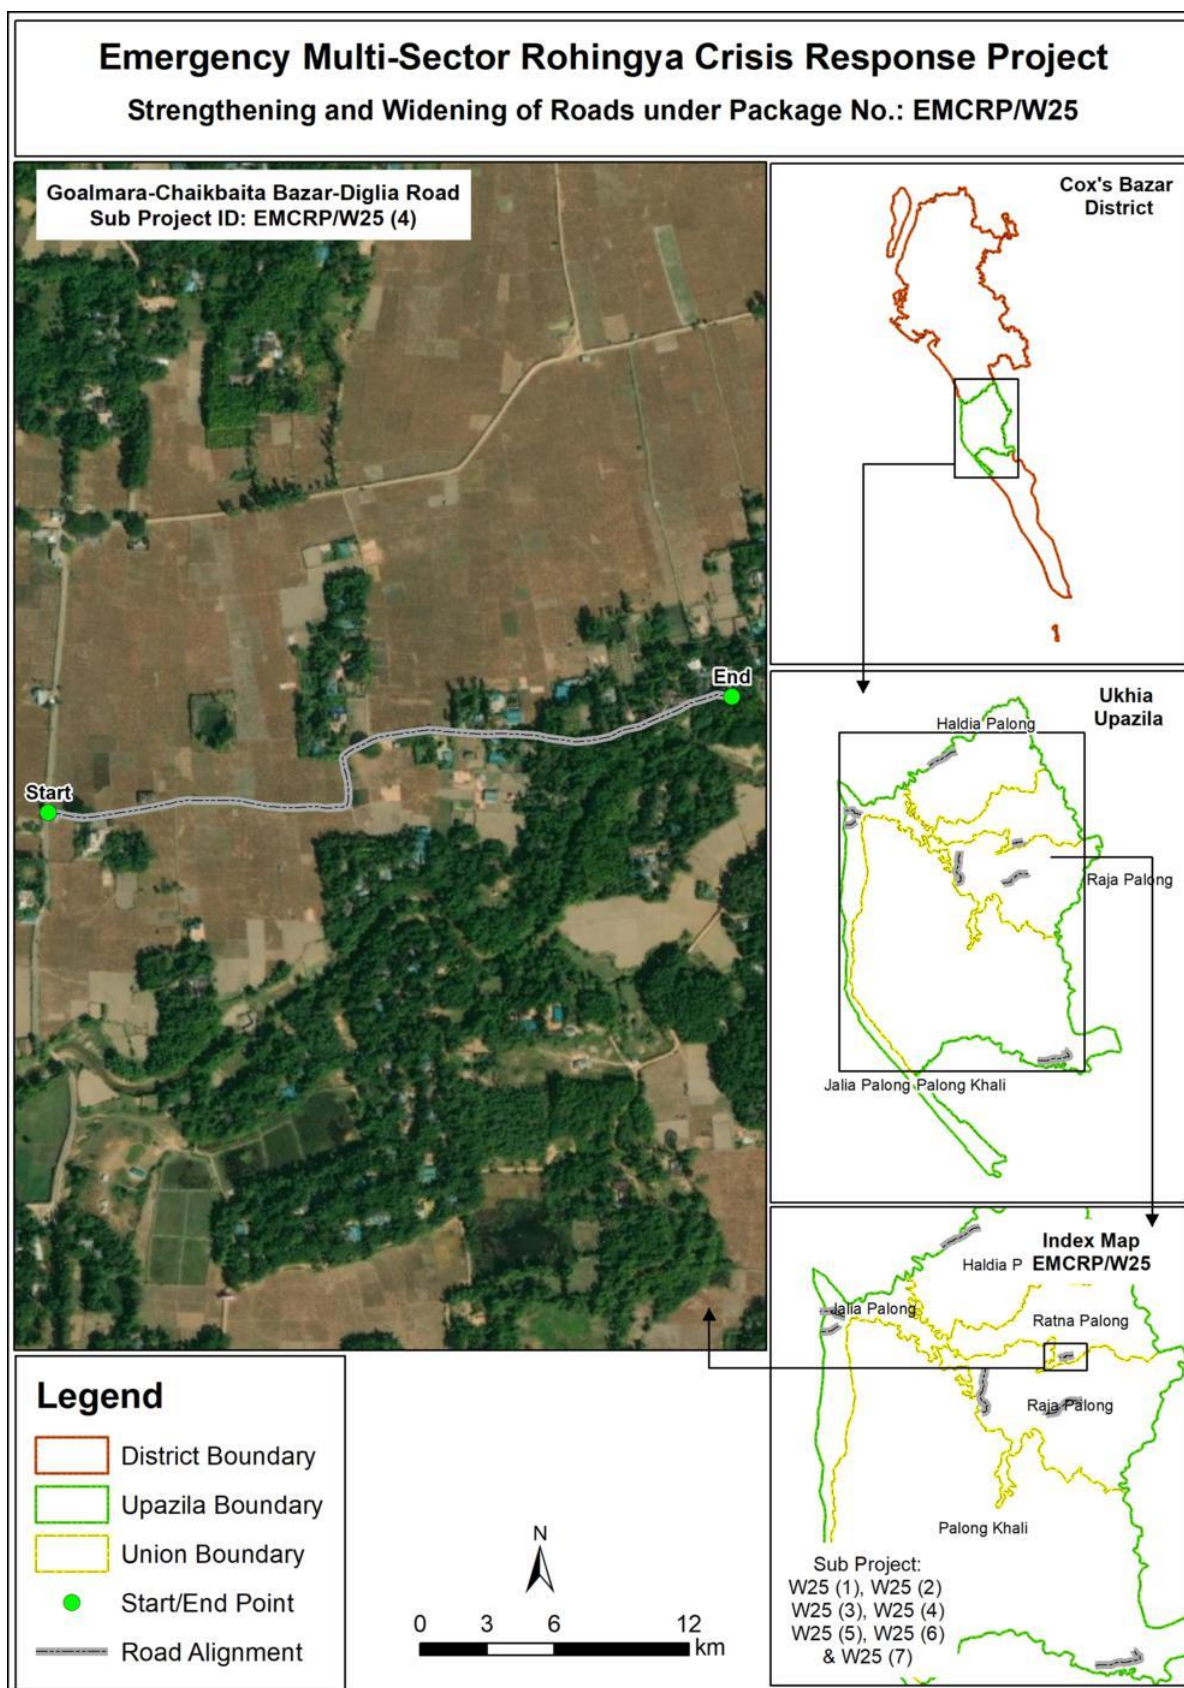 Emergency Multi-Sector Rohingya Crisis Response Project
Strengthening and Widening of Roads under Package No.: EMCRP/W25
Goalmara-Chaikbaita Bazar-Diglia Road
Sub Project ID: EMCRP/W25 (4)
Start
End
Cox's Bazar
District
Ukhia
Upazila
Haldia Palong
Raja Palong
Jalia Palong Palong Khali
Index Map
EMCRP/W25
Haldia P
Jalia Palong
Ratna Palong
Raja Palong
Palong Khali
Sub Project:
W25 (1), W25 (2)
W25 (3), W25 (4)
W25 (5), W25 (6)
& W25 (7)
Legend
District Boundary
Upazila Boundary
Union Boundary
Start/End Point
Road Alignment
N
0 3 6 12
km